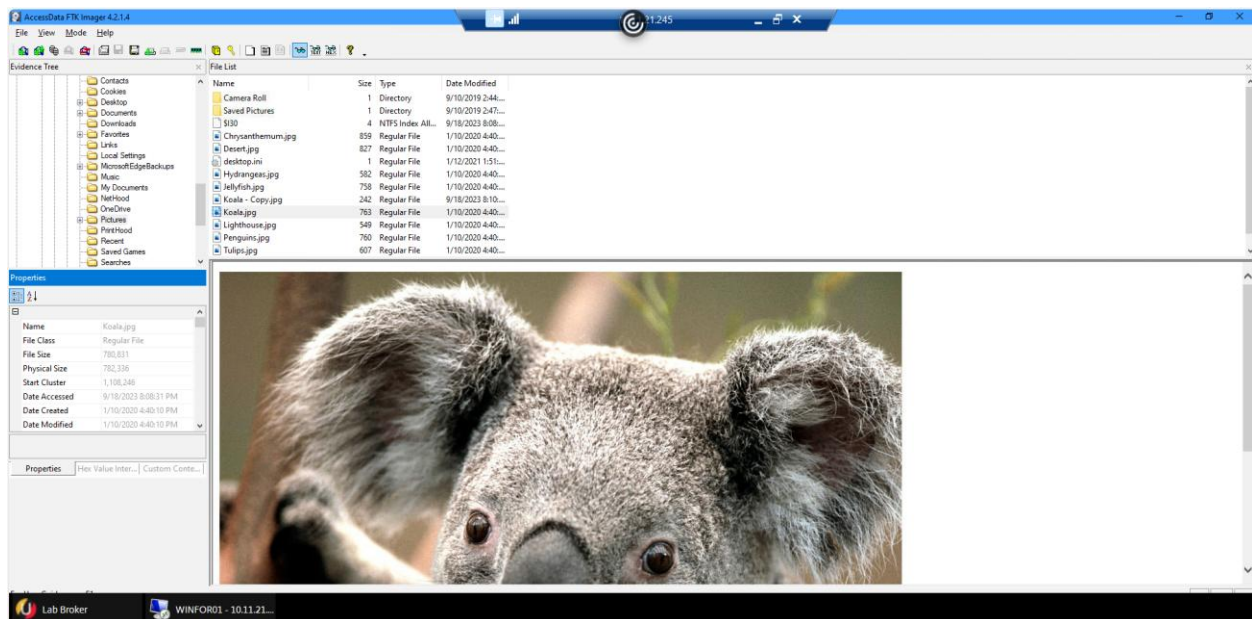 AccessData FTK Imager 4.2.1.4
21.245
File View Mode Help
Evidence Tree
Contacts
Cookies
Desktop
Documents
Downloads
Favorites
Links
Local Settings
MicrosoftEdgeBackups
Music
My Documents
NetHood
OneDrive
Pictures
PrintHood
Recent
Saved Games
Searches
File List
Name Size Type Date Modified
Camera Roll 1 Directory 9/10/2019 2:44:...
Saved Pictures 1 Directory 9/10/2019 2:47:...
$I30 4 NTFS Index All... 9/18/2023 8:08:...
Chrysanthemum.jpg 859 Regular File 1/10/2020 4:40:...
Desert.jpg 827 Regular File 1/10/2020 4:40:...
desktop.ini 1 Regular File 1/12/2021 1:51:...
Hydrangeas.jpg 582 Regular File 1/10/2020 4:40:...
Jellyfish.jpg 758 Regular File 1/10/2020 4:40:...
Koala - Copy.jpg 242 Regular File 9/18/2023 8:10:...
Koala.jpg 763 Regular File 1/10/2020 4:40:...
Lighthouse.jpg 549 Regular File 1/10/2020 4:40:...
Penguins.jpg 760 Regular File 1/10/2020 4:40:...
Tulips.jpg 607 Regular File 1/10/2020 4:40:...
Properties
Name Koala.jpg
File Class Regular File
File Size 780,831
Physical Size 782,336
Start Cluster 1,108,246
Date Accessed 9/18/2023 8:08:31 PM
Date Created 1/10/2020 4:40:10 PM
Date Modified 1/10/2020 4:40:10 PM
Properties Hex Value Inter... Custom Conte...
Lab Broker WINFOR01 - 10.11.21....